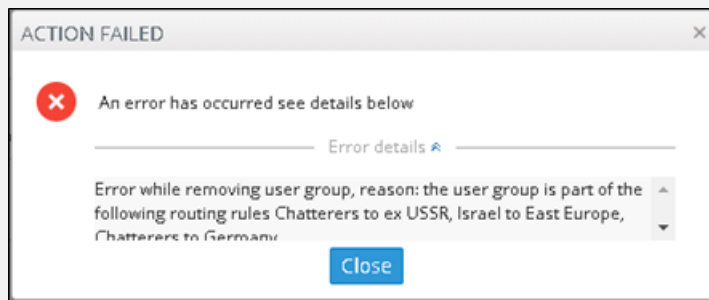 ACTION FAILED
An error has occurred see details below
Error details
Error while removing user group, reason: the user group is part of the
following routing rules Chatterers to ex USSR, Israel to East Europe,
Chatterers to Germany
Close